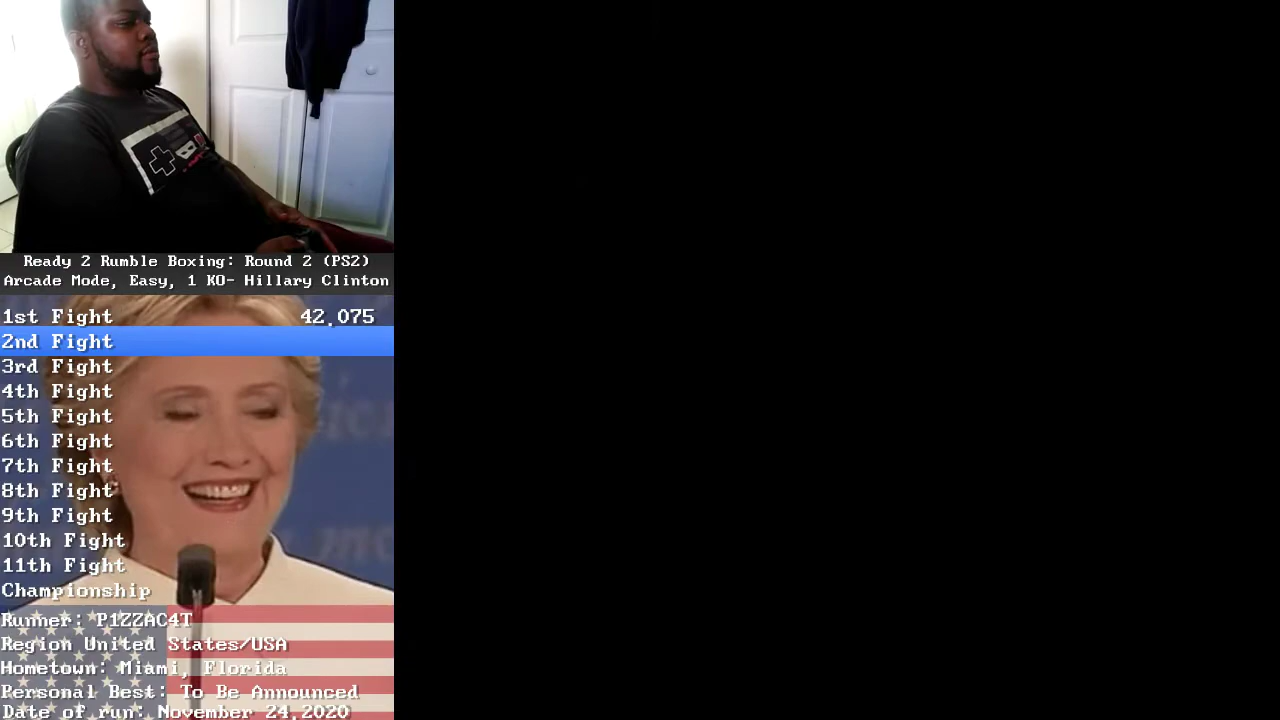 Ready 2 Rumble Boxing: Round 2 (PS2)
Arcade Mode, Easy, 1 KO- Hillary Clinton
1st Fight 42.075
2nd Fight
3rd Fight
4th Fight
5th Fight
6th Fight
7th Fight
8th Fight
9th Fight
10th Fight
11th Fight
Championship
Runner: P1ZZAC4T
Region United States/USA
Hometown: Miami, Florida
Personal Best: To Be Announced
Date of run: November 24,2020